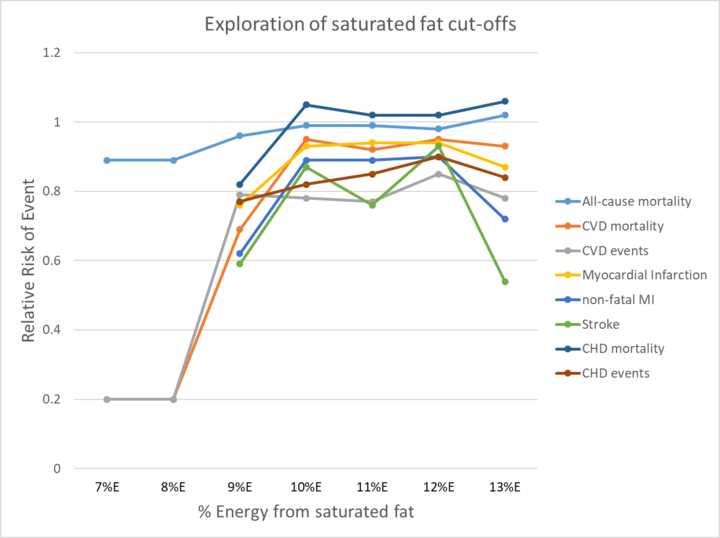 Exploration of saturated fat cut-offs
1.2
1
0.8
0.6
0.4
0.2
0
Relative Risk of Event
7%E 8%E 9%E 10%E 11%E 12%E 13%E
% Energy from saturated fat
All-cause mortality
CVD mortality
CVD events
Myocardial Infarction
non-fatal MI
Stroke
CHD mortality
CHD events